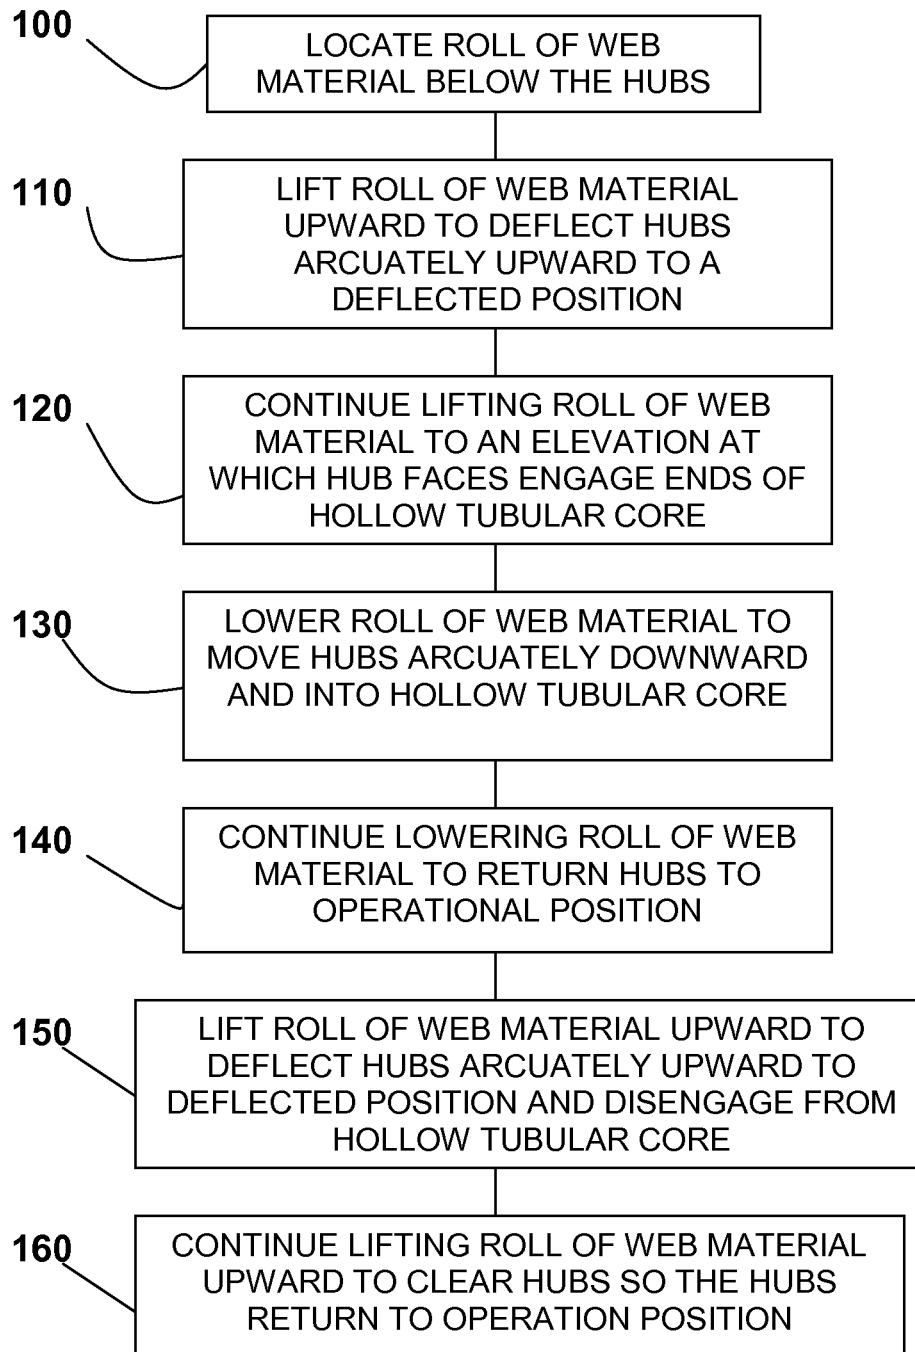 100
LOCATE ROLL OF WEB
MATERIAL BELOW THE HUBS
110
LIFT ROLL OF WEB MATERIAL
UPWARD TO DEFLECT HUBS
ARCUATELY UPWARD TO A
DEFLECTED POSITION
120
CONTINUE LIFTING ROLL OF WEB
MATERIAL TO AN ELEVATION AT
WHICH HUB FACES ENGAGE ENDS OF
HOLLOW TUBULAR CORE
130
LOWER ROLL OF WEB MATERIAL TO
MOVE HUBS ARCUATELY DOWNWARD
AND INTO HOLLOW TUBULAR CORE
140
CONTINUE LOWERING ROLL OF WEB
MATERIAL TO RETURN HUBS TO
OPERATIONAL POSITION
150
LIFT ROLL OF WEB MATERIAL UPWARD TO
DEFLECT HUBS ARCUATELY UPWARD TO
DEFLECTED POSITION AND DISENGAGE FROM
HOLLOW TUBULAR CORE
160
CONTINUE LIFTING ROLL OF WEB MATERIAL
UPWARD TO CLEAR HUBS SO THE HUBS
RETURN TO OPERATION POSITION